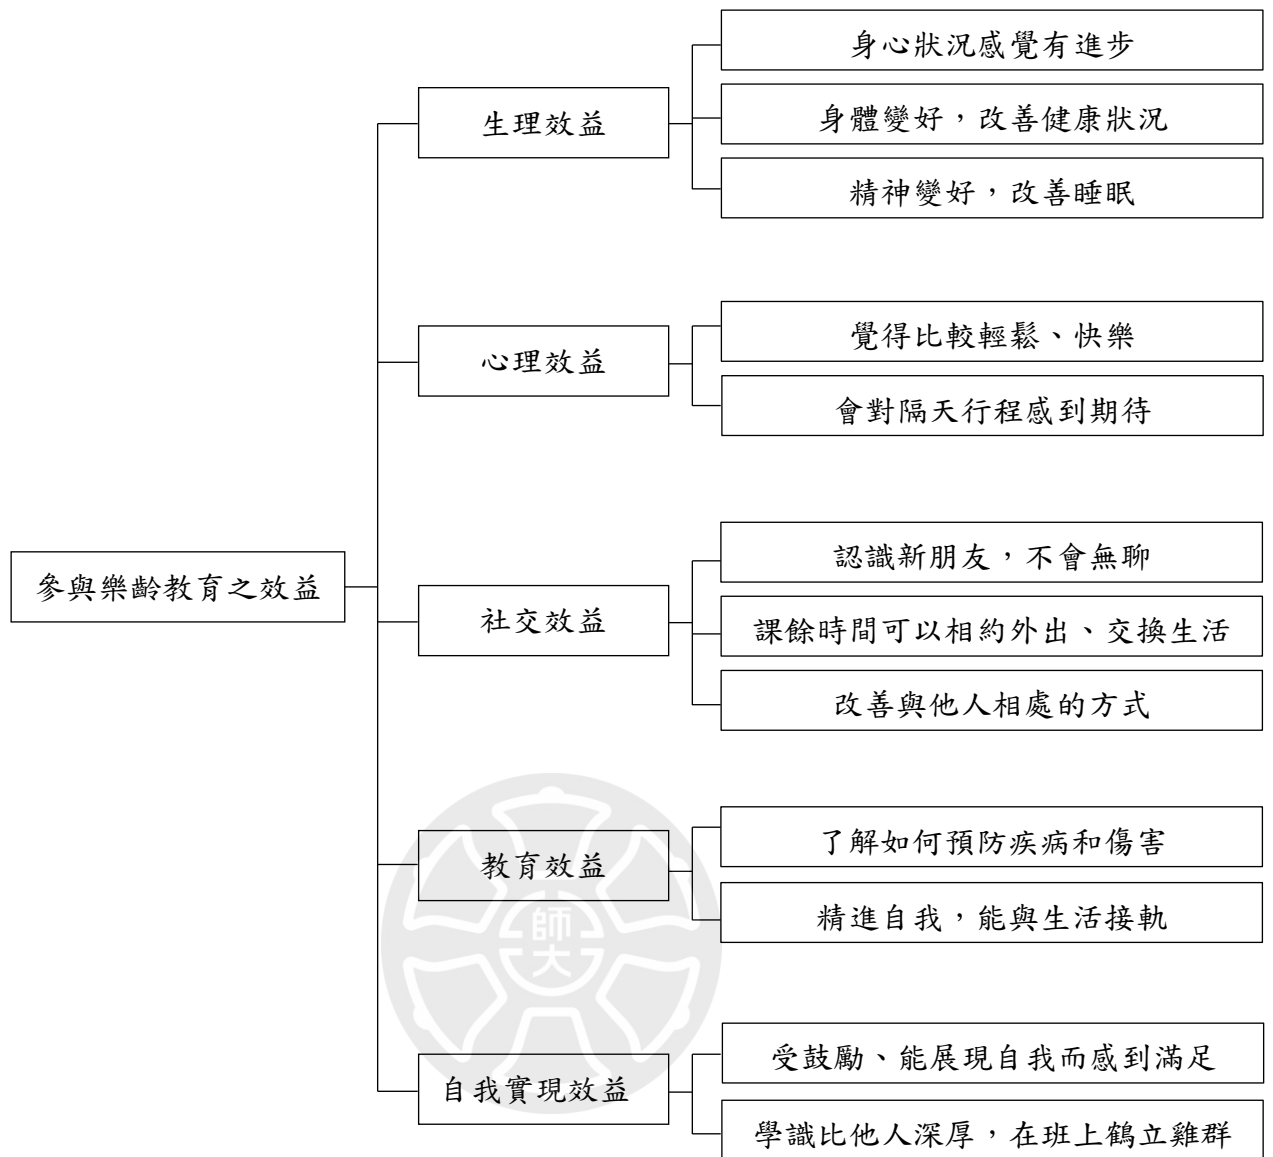 參與樂齡教育之效益
生理效益
身心狀況感覺有進步
身體變好，改善健康狀況
精神變好，改善睡眠
心理效益
覺得比較輕鬆、快樂
會對隔天行程感到期待
社交效益
認識新朋友，不會無聊
課餘時間可以相約外出、交換生活
改善與他人相處的方式
教育效益
了解如何預防疾病和傷害
精進自我，能與生活接軌
自我實現效益
受鼓勵、能展現自我而感到滿足
學識比他人深厚，在班上鶴立雞群
師大